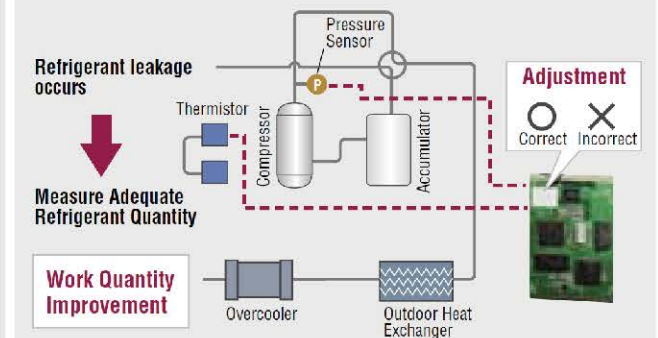 Pressure
Sensor
Refrigerant leakage
occurs
P
Adjustment
Correct Incorrect
Thermistor
Compressor
Accumulator
Measure Adequate
Refrigerant Quantity
Work Quantity
Improvement
Overcooler
Outdoor Heat
Exchanger